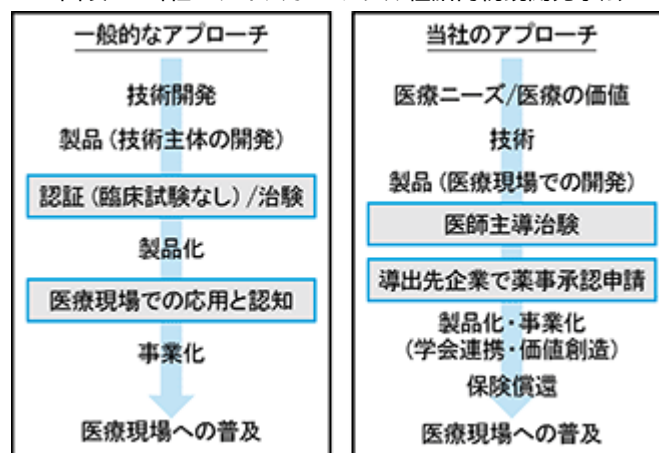 一般的なアプローチ
技術開発
製品（技術主体の開発）
認証（臨床試験なし）/治験
製品化
医療現場での応用と認知
事業化
医療現場への普及
当社のアプローチ
医療ニーズ/医療の価値
技術
製品（医療現場での開発）
医師主導治験
導出先企業で薬事承認申請
製品化・事業化
（学会連携・価値創造）
保険償還
医療現場への普及